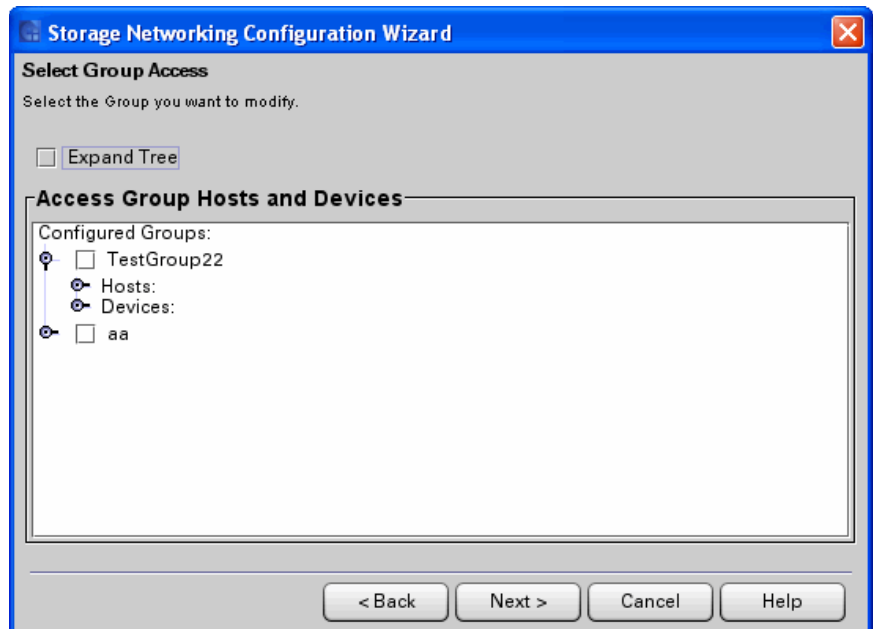 Storage Networking Configuration Wizard
Select Group Access
Select the Group you want to modify.
Expand Tree
Access Group Hosts and Devices
Configured Groups:
TestGroup22
Hosts:
Devices:
aa
< Back Next > Cancel Help